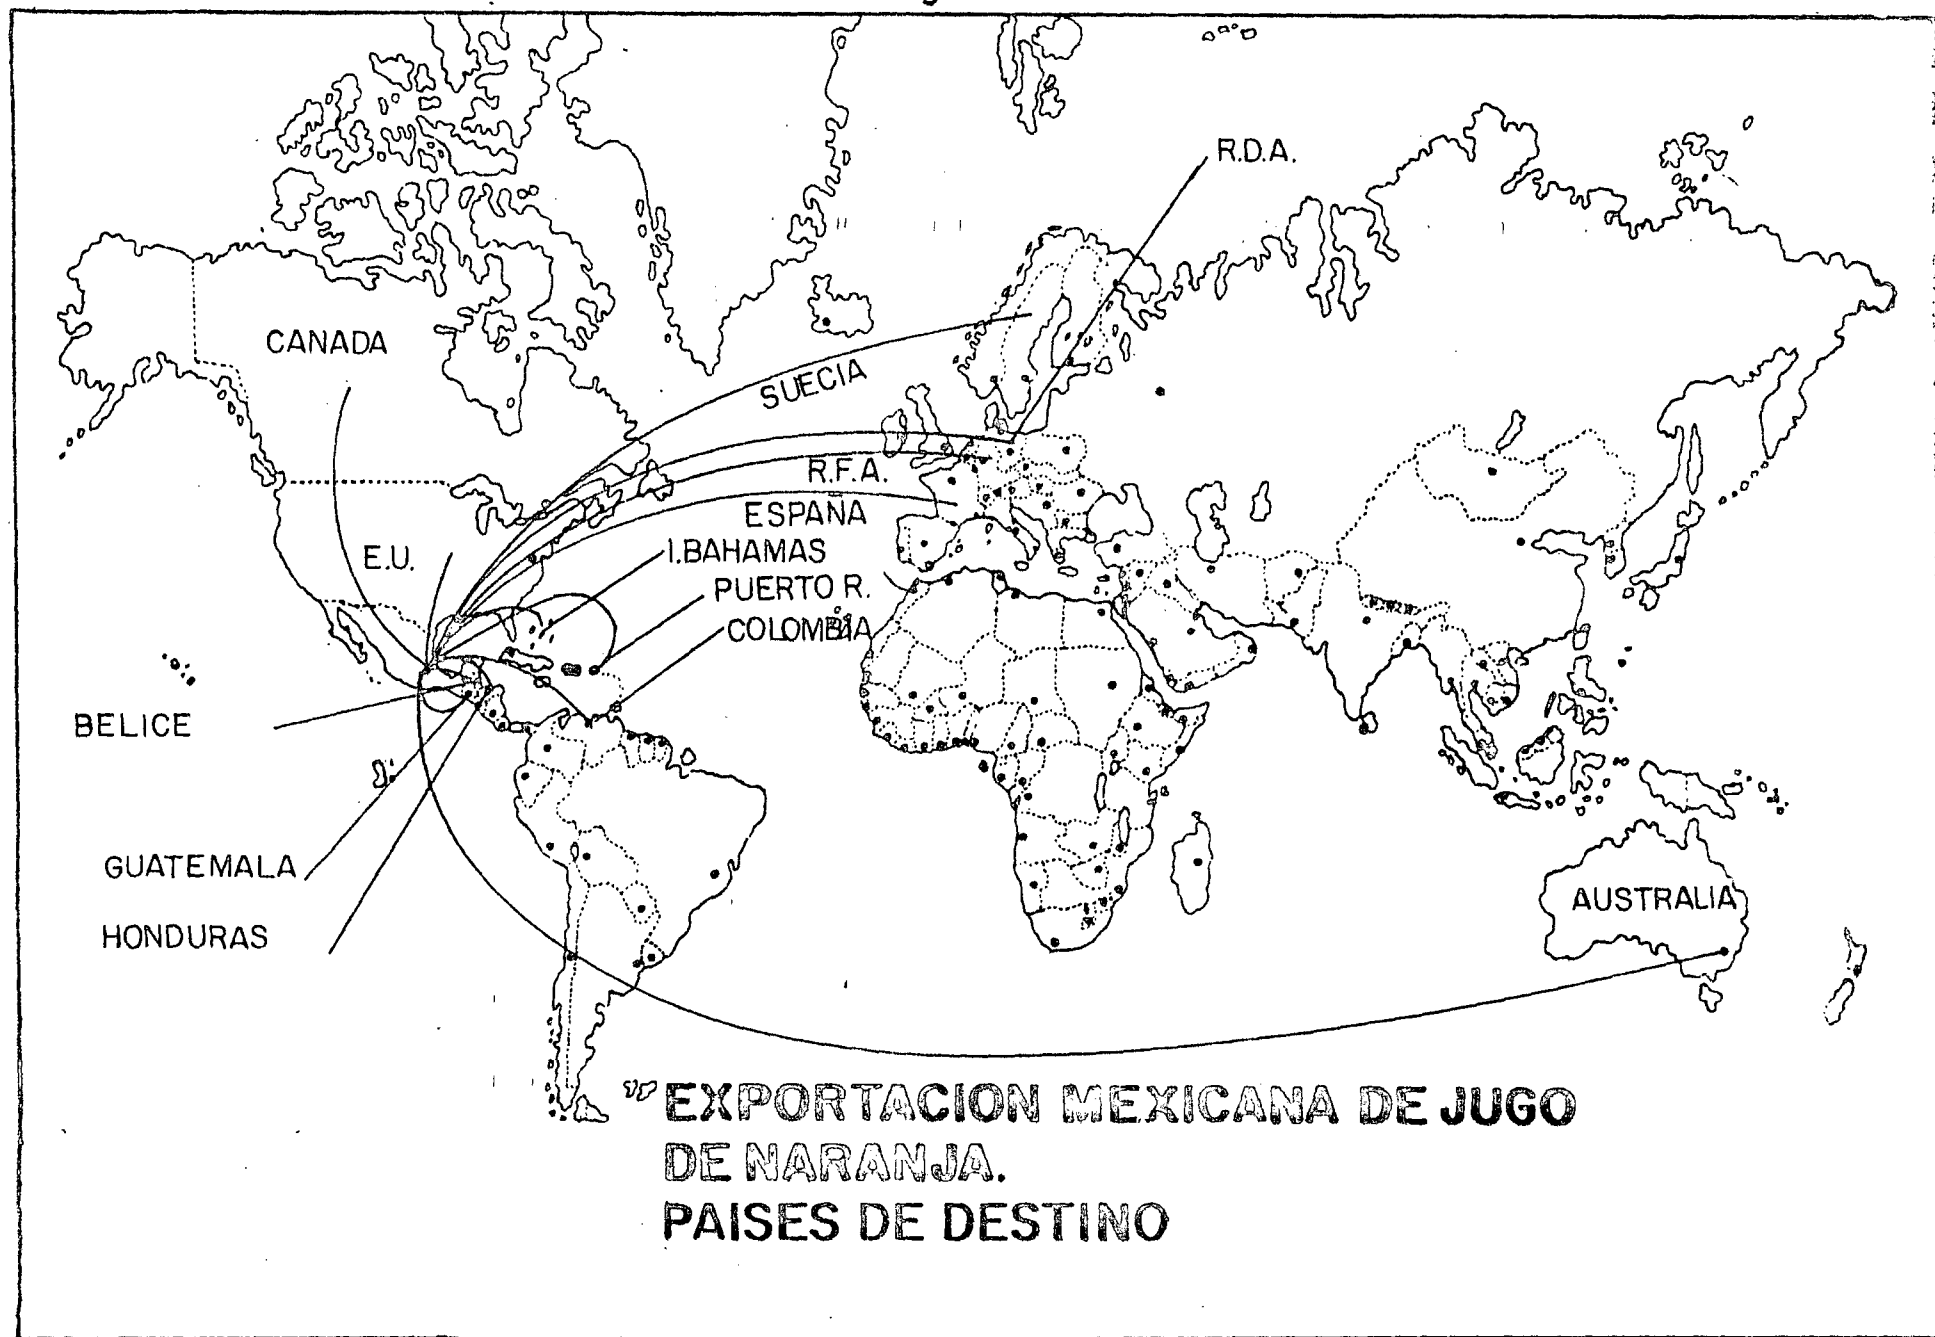 R.D.A.
CANADA
SUECIA
R.F.A.
ESPAÑA
E.U.
I.BAHAMAS
PUERTO R.
COLOMBIA
BELICE
GUATEMALA
HONDURAS
AUSTRALIA
EXPORTACION MEXICANA DE JUGO
DE NARANJA.
PAISES DE DESTINO